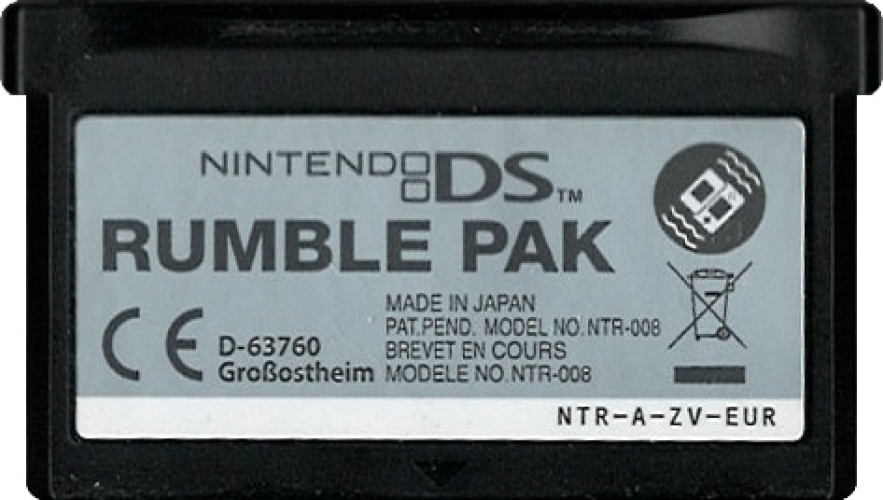 NINTENDO DS™
RUMBLE PAK
CE
D-63760
Großostheim
MADE IN JAPAN
PAT.PEND. MODEL NO.NTR-008
BREVET EN COURS
MODELE NO.NTR-008
NTR-A-ZV-EUR